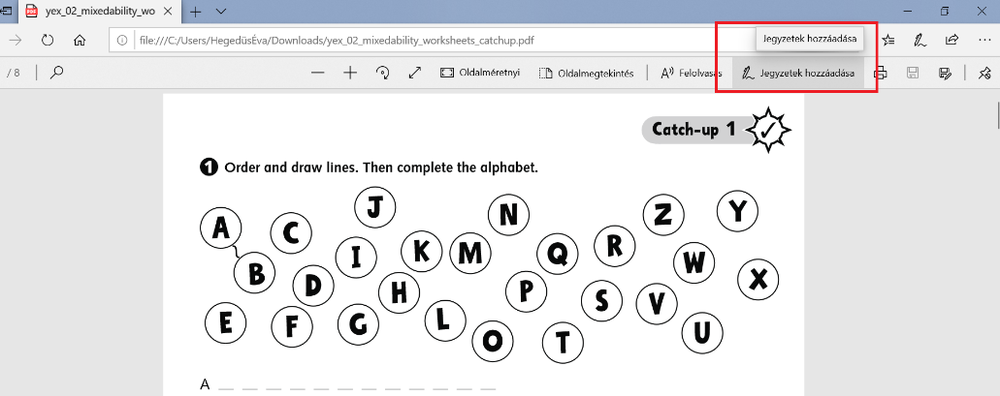 yex_02_mixedability_wo
file:///C:/Users/HegedüsÉva/Downloads/yex_02_mixedability_worksheets_catchup.pdf
Jegyzetek hozzáadása
/ 8
Oldalméretnyi
Oldalmegtekintés
Felolvasás
Jegyzetek hozzáadása
Catch-up 1
1 Order and draw lines. Then complete the alphabet.
A C J N Z Y
B D I K M Q R W X
E F G H L O P T S V U
A _ _ _ _ _ _ _ _ _ _ _ _